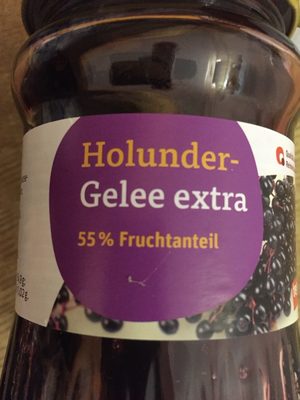 Holunder-
Gelee extra
55% Fruchtanteil